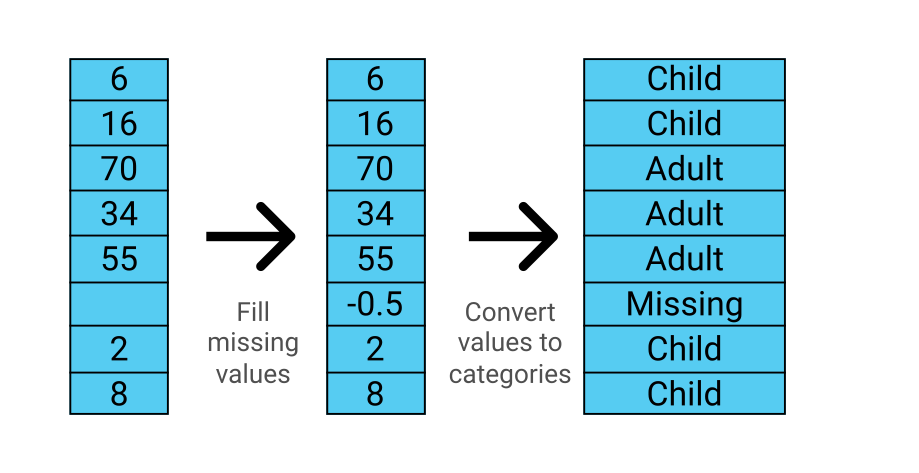 6
16
70
34
55
2
8
Fill
missing
values
6
16
70
34
55
-0.5
2
8
Convert
values to
categories
Child
Child
Adult
Adult
Adult
Missing
Child
Child